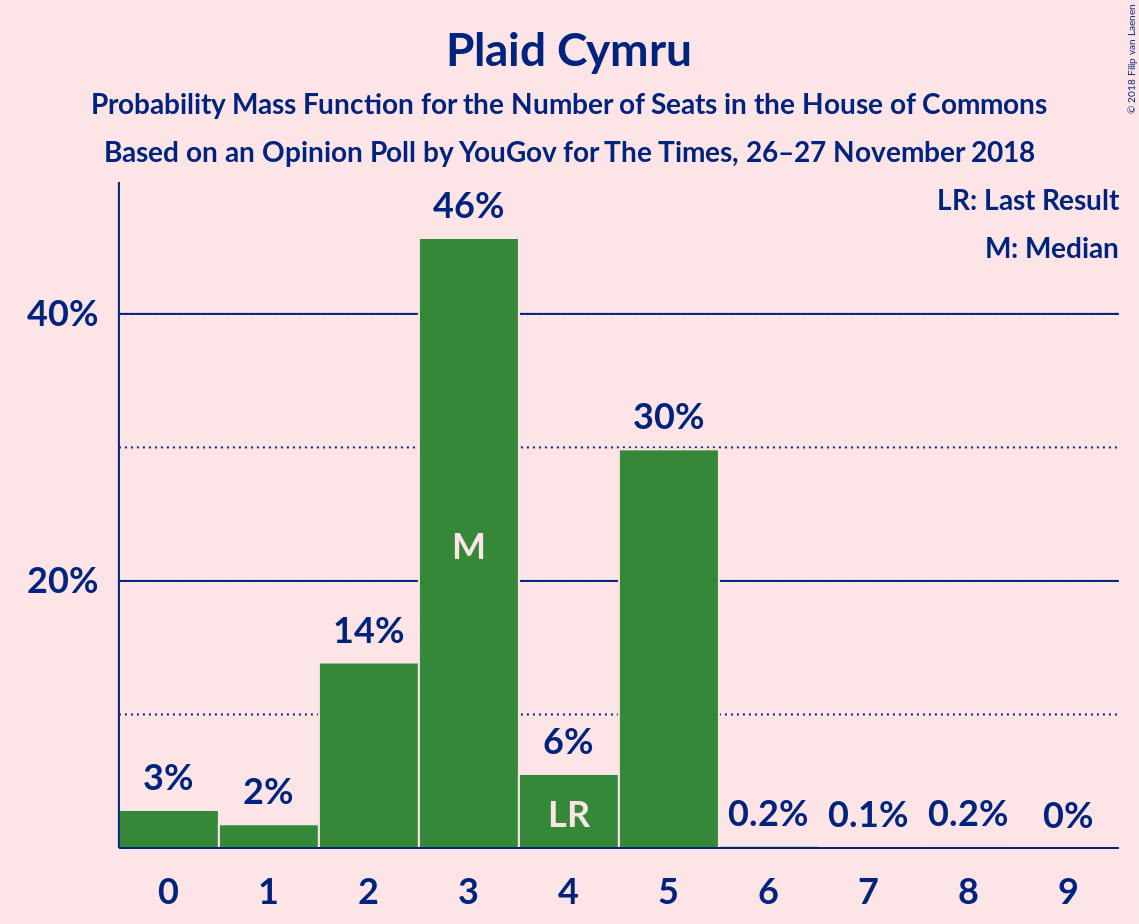 Plaid Cymru
Probability Mass Function for the Number of Seats in the House of Commons
Based on an Opinion Poll by YouGov for The Times, 26–27 November 2018
© 2018 Filip van Laenen
LR: Last Result
M: Median
46%
40%
30%
M
20%
14%
6%
3%
2%
LR
0.2%
0.1%
0.2%
0%
0 1 2 3 4 5 6 7 8 9